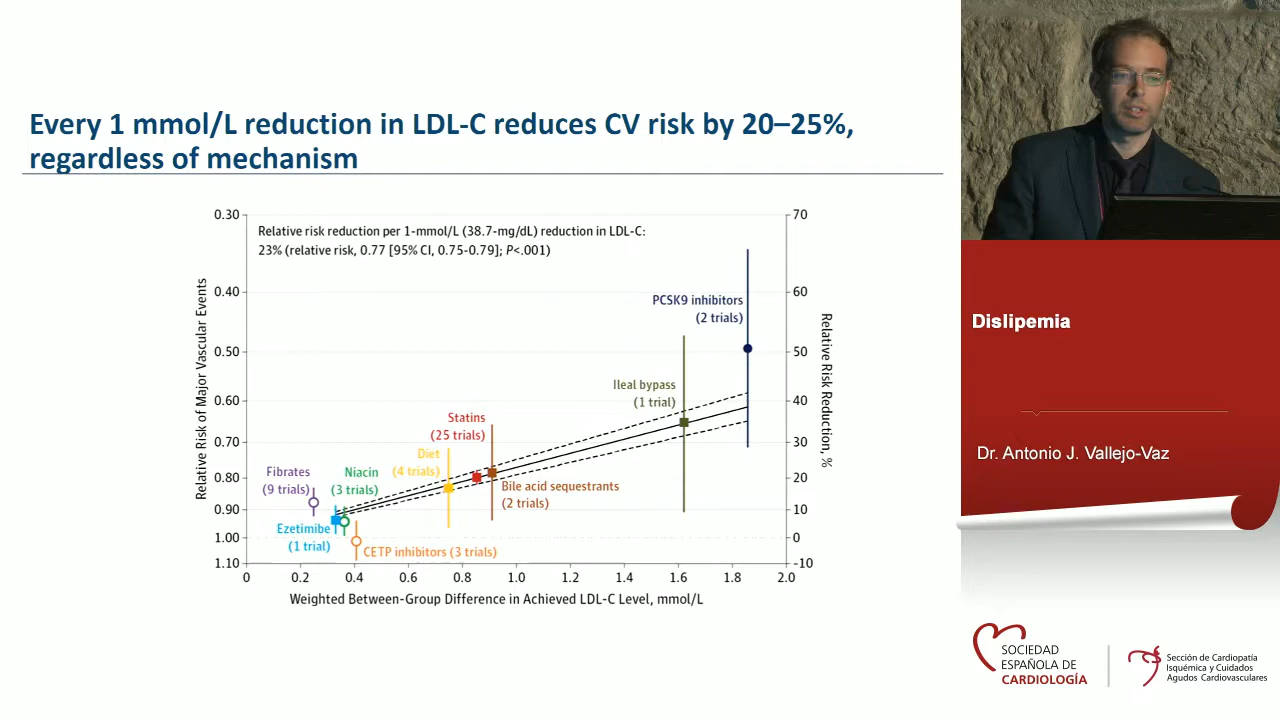 Every 1 mmol/L reduction in LDL-C reduces CV risk by 20–25%,
regardless of mechanism
Relative risk reduction per 1-mmol/L (38.7-mg/dL) reduction in LDL-C:
23% (relative risk, 0.77 [95% CI, 0.75-0.79]; P<.001)
Relative Risk of Major Vascular Events
0.30
0.40
0.50
0.60
0.70
0.80
0.90
1.00
1.10
PCSK9 inhibitors
(2 trials)
Ileal bypass
(1 trial)
Statins
(25 trials)
Diet
(4 trials)
Bile acid sequestrants
(2 trials)
Fibrates
(9 trials)
Niacin
(3 trials)
Ezetimibe
(1 trial)
CETP inhibitors (3 trials)
70
60
50
40
30
20
10
0
-10
Relative Risk Reduction, %
0 0.2 0.4 0.6 0.8 1.0 1.2 1.4 1.6 1.8 2.0
Weighted Between-Group Difference in Achieved LDL-C Level, mmol/L
Dislipemia
Dr. Antonio J. Vallejo-Vaz
SOCIEDAD
ESPAÑOLA DE
CARDIOLOGÍA
Sección de Cardiopatía
Isquémica y Cuidados
Agudos Cardiovasculares